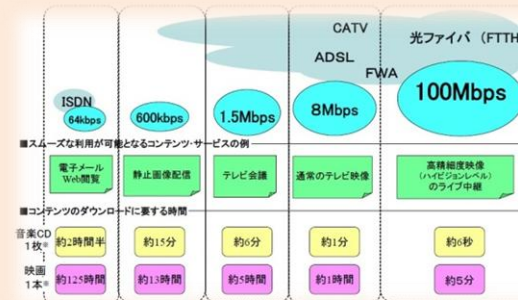 CATV
光ファイバ (FTTH
ADSL
FWA
ISDN
64kbps
600kbps
1.5Mbps
8Mbps
100Mbps
■スムーズな利用が可能となるコンテンツ・サービスの例
電子メール
Web閲覧
静止画像配信
テレビ会議
通常のテレビ映像
高精細度映像
(ハイビジョンレベル)
のライブ中継
■コンテンツのダウンロードに要する時間
音楽CD
1枚※
約2時間半
約15分
約6分
約1分
約6秒
映画
1本※
約125時間
約13時間
約5時間
約1時間
約5分